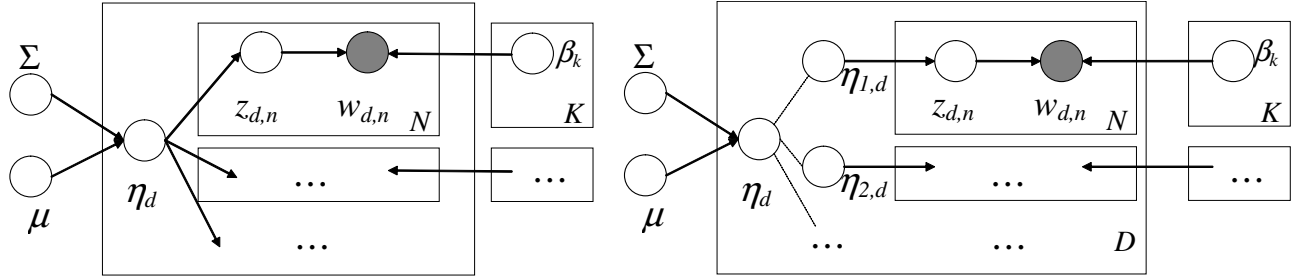 Σ
μ
η_d
z_{d,n}
w_{d,n}
N
β_k
K
...
...
...
Σ
μ
η_d
η_{1,d}
η_{2,d}
...
z_{d,n}
w_{d,n}
N
β_k
K
...
...
...
D